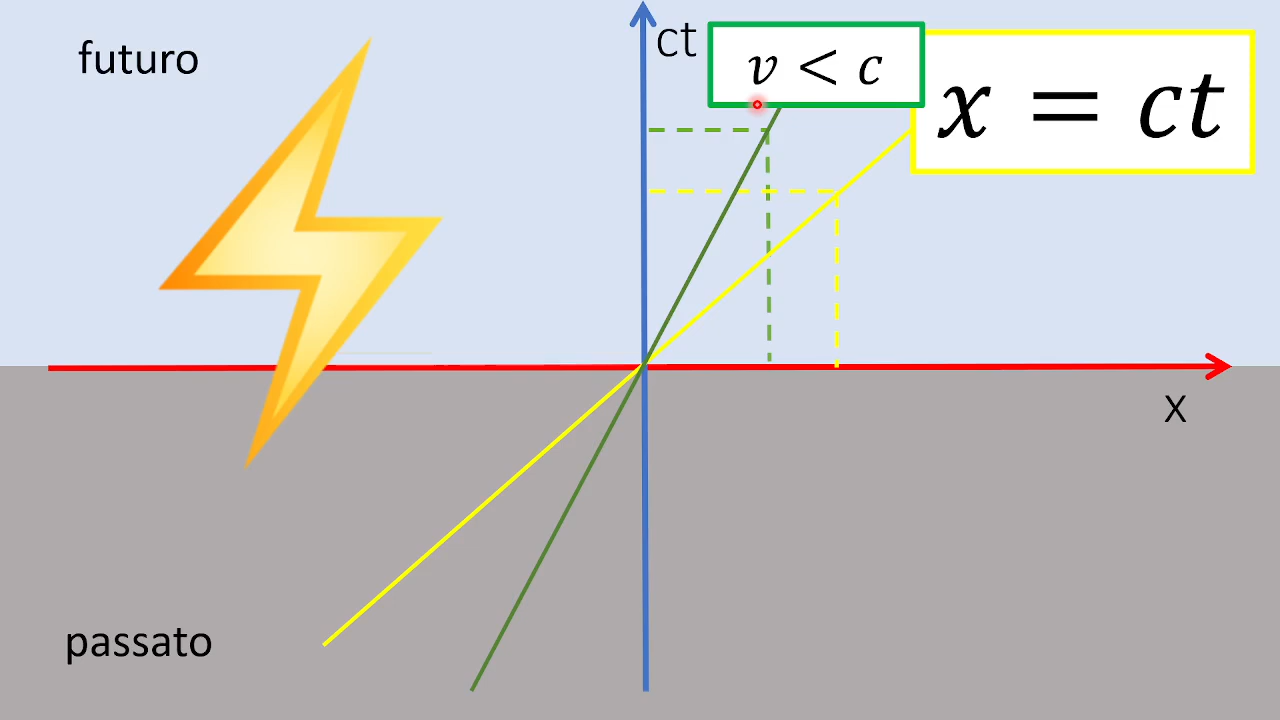 futuro
ct
v < c
x = ct
x
passato